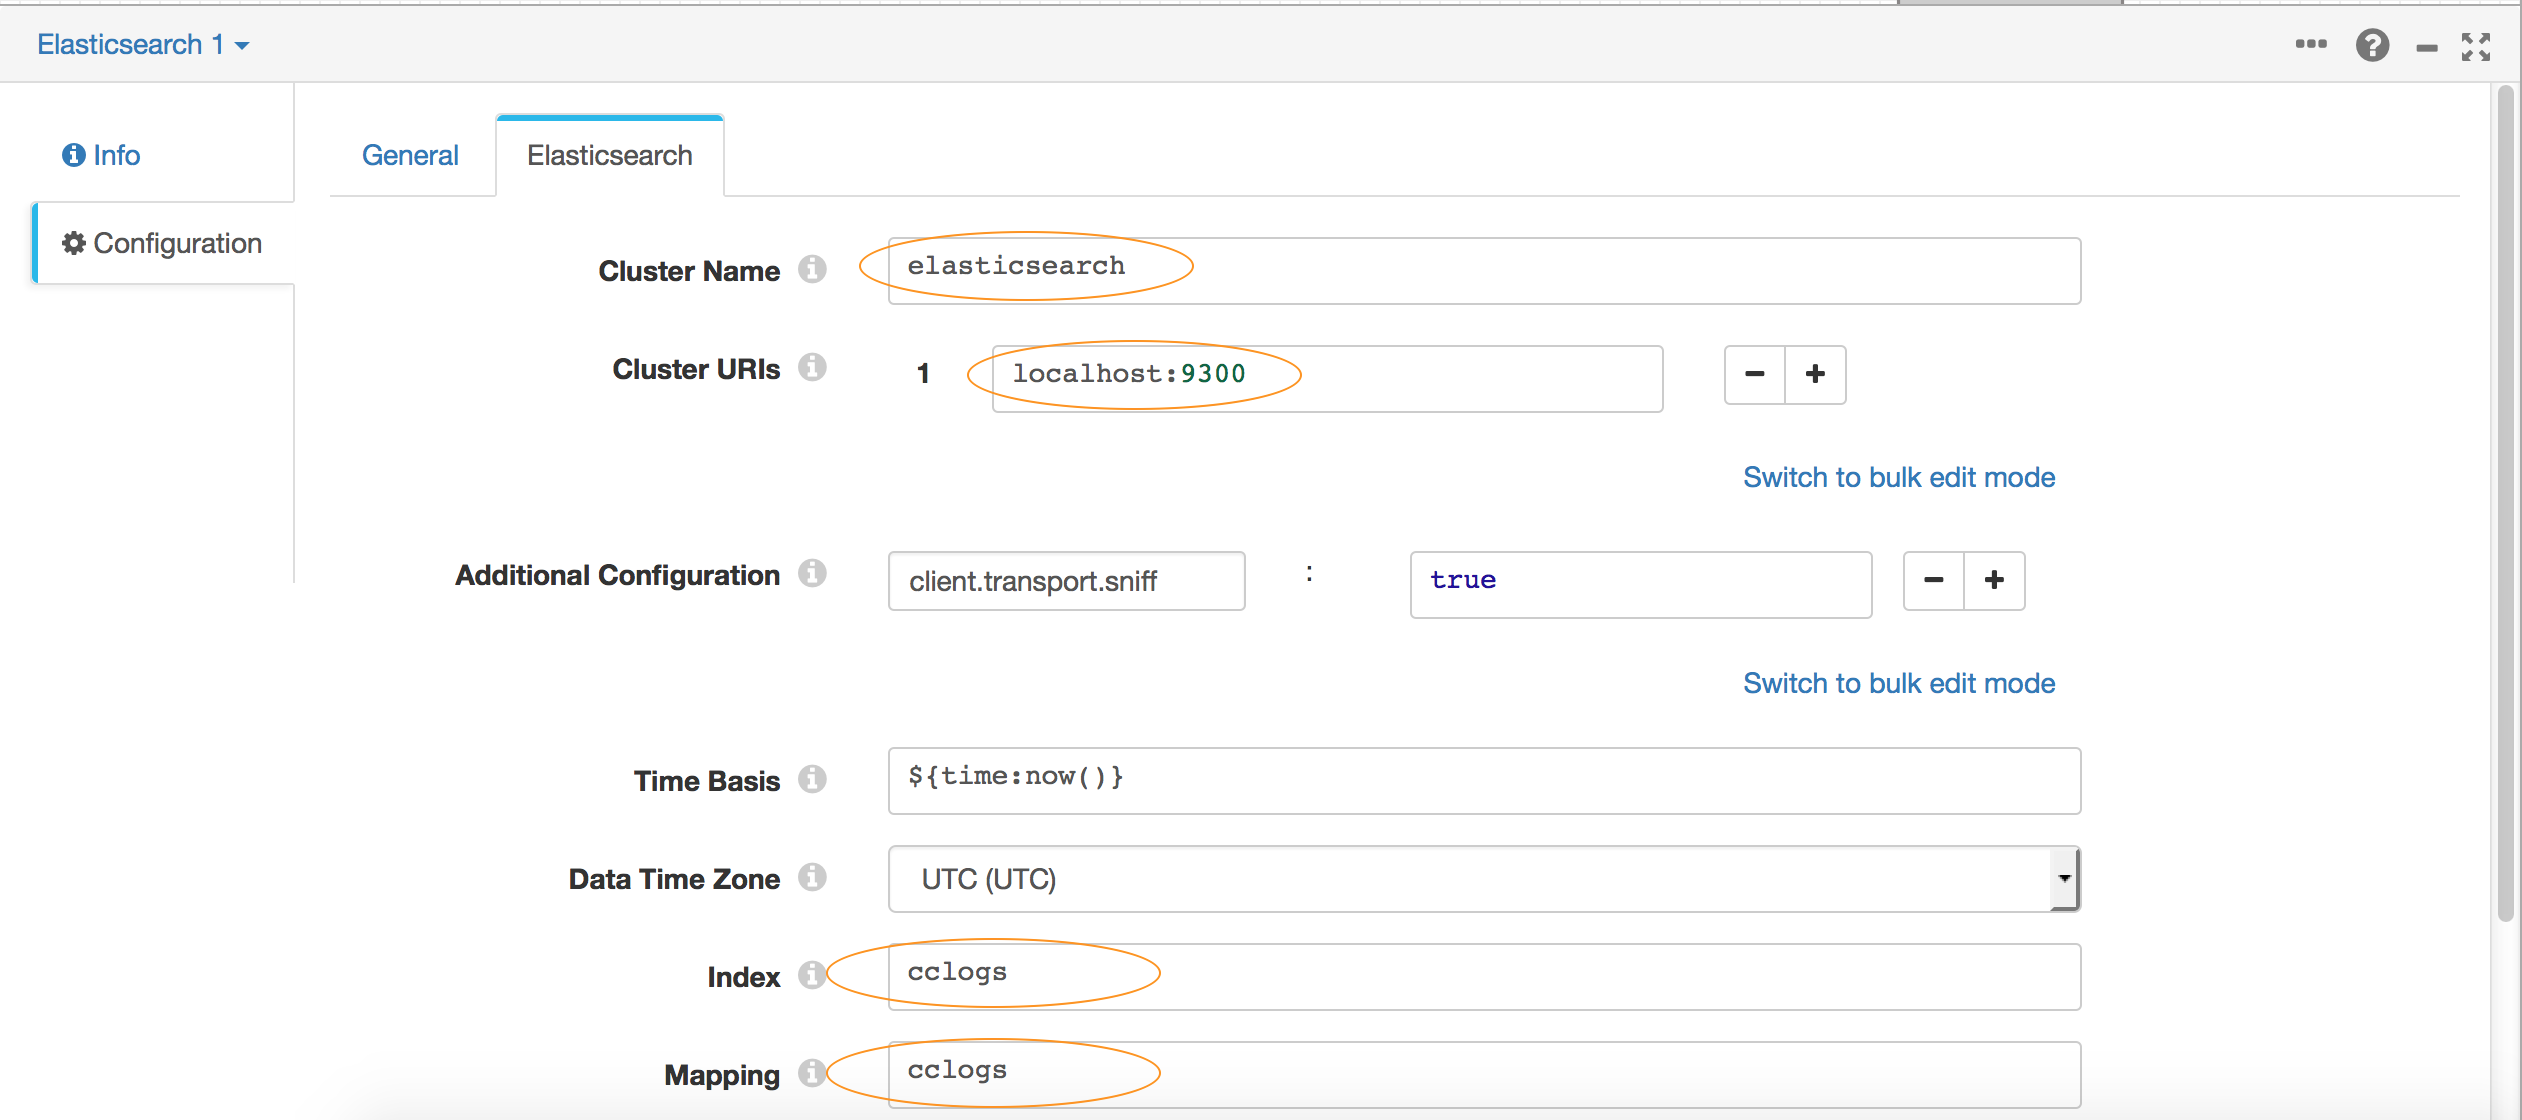 Elasticsearch 1
Info
General
Elasticsearch
Configuration
Cluster Name elasticsearch
Cluster URIs 1 localhost:9300
Switch to bulk edit mode
Additional Configuration client.transport.sniff : true
Switch to bulk edit mode
Time Basis ${time:now()}
Data Time Zone UTC (UTC)
Index cclogs
Mapping cclogs